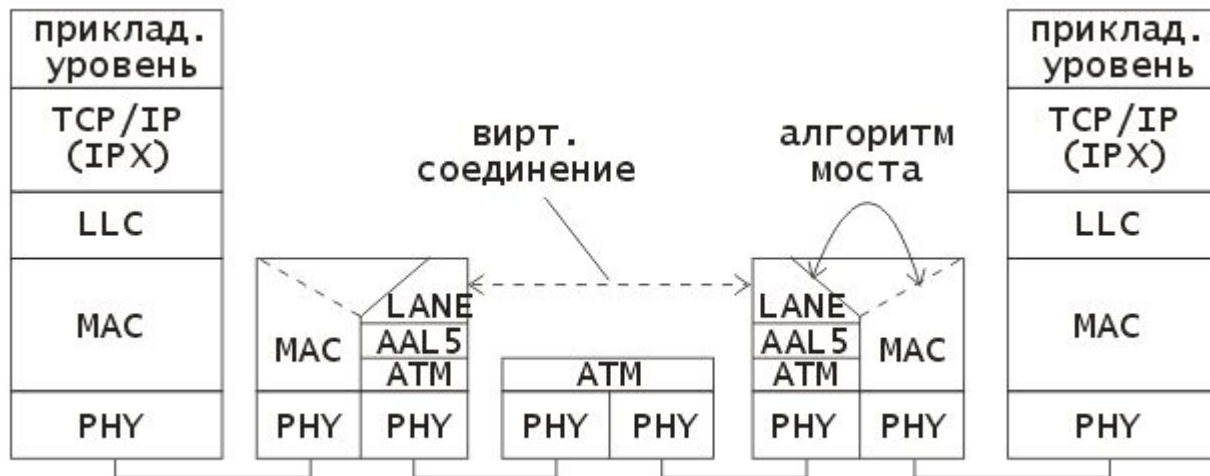 приклад.
уровень
TCP/IP
(IPX)
LLC
MAC
PHY
вирт.
соединение
алгоритм
моста
MAC
LANE
AAL5
ATM
PHY
PHY
ATM
PHY
PHY
LANE
AAL5
ATM
MAC
PHY
PHY
приклад.
уровень
TCP/IP
(IPX)
LLC
MAC
PHY